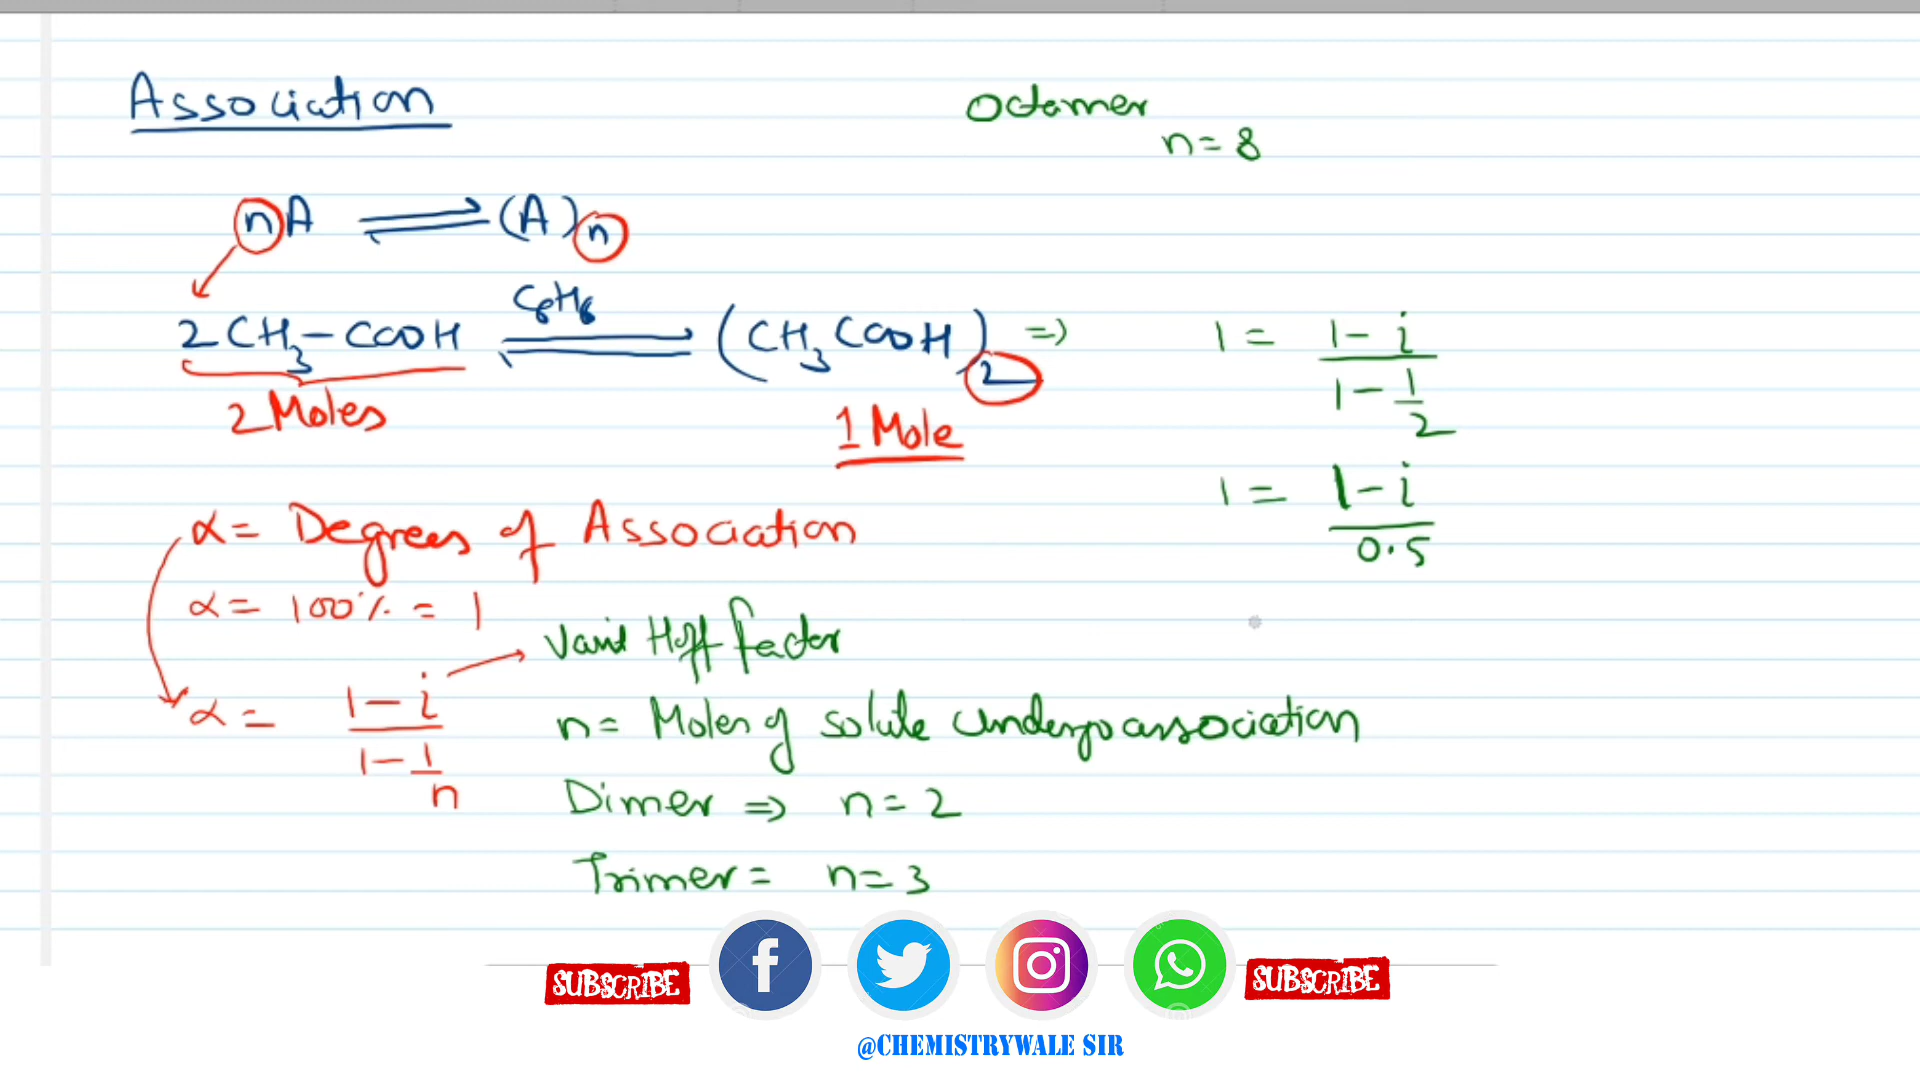 Association
Octamer
n = 8
nA ⇌ (A)n
C6H6
2CH3-COOH ⇌ (CH3COOH)2 ⇒
2 Moles
1 Mole
1 = 1 - i / 1 - 1/2
1 = 1 - i / 0.5
α = Degrees of Association
α = 100% = 1
Vant Hoff factor
α = 1 - i / 1 - 1/n
n = Moles of solute undergo association
Dimer ⇒ n = 2
Trimer = n = 3
SUBSCRIBE
SUBSCRIBE
@CHEMISTRYWALE SIR